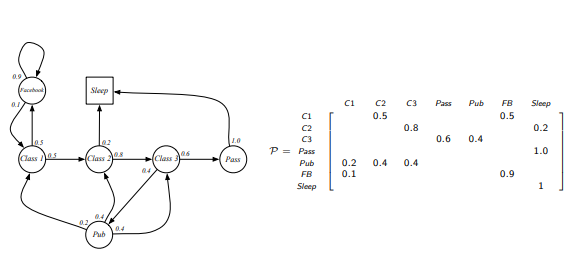 0.9
Facebook
0.1
Sleep
0.5
Class 1
0.5
0.2
Class 2
0.8
Class 3
0.6
1.0
Pass
0.4
0.2
0.4
Pub
0.4
C1 C2 C3 Pass Pub FB Sleep
C1 0.5 0.5
C2 0.8 0.2
C3 0.6 0.4
Pass 1.0
P =
Pub 0.2 0.4 0.4
FB 0.1 0.9
Sleep 1